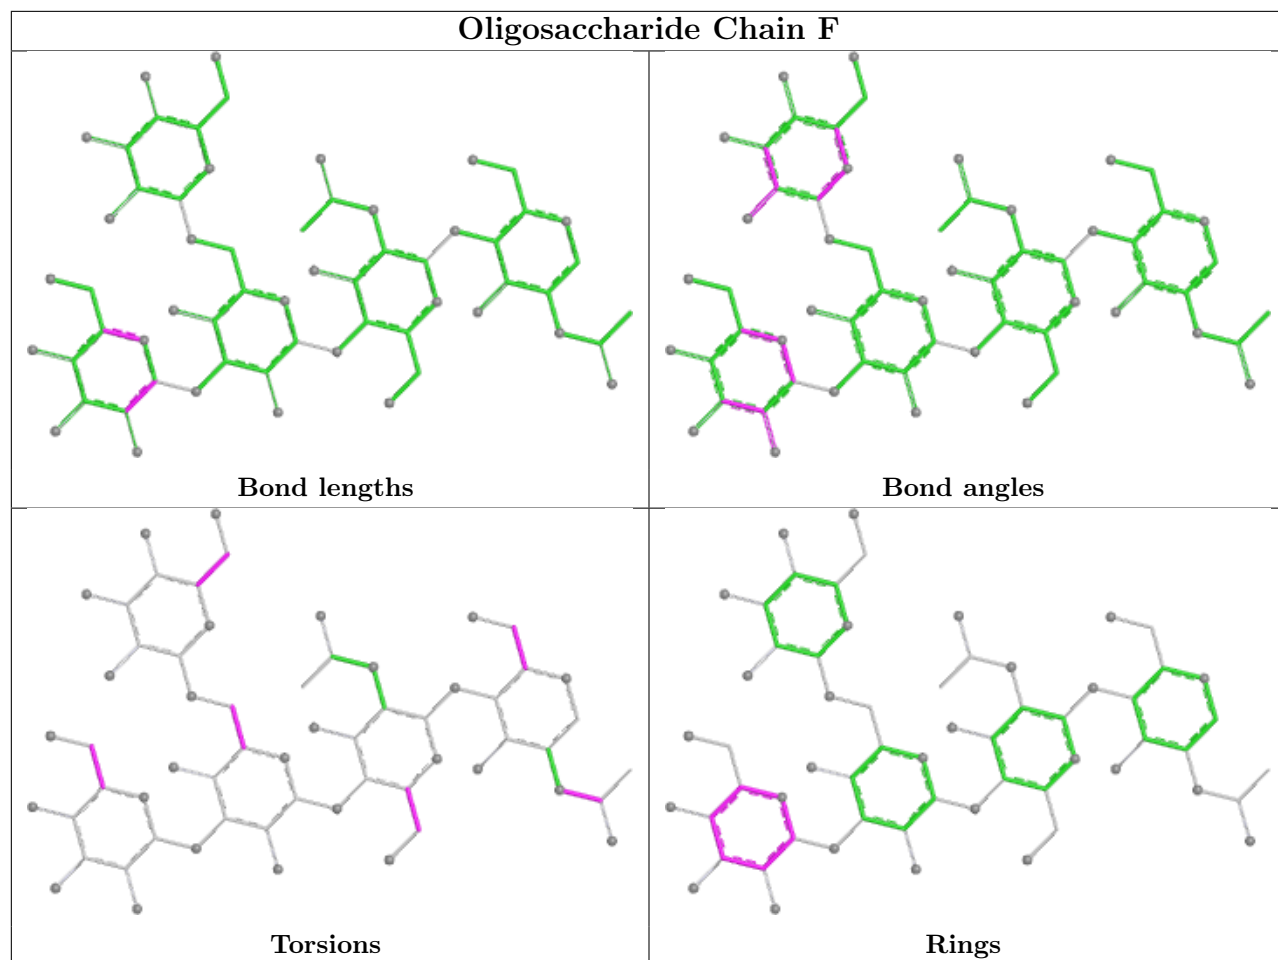 Oligosaccharide Chain F
Bond lengths
Bond angles
Torsions
Rings